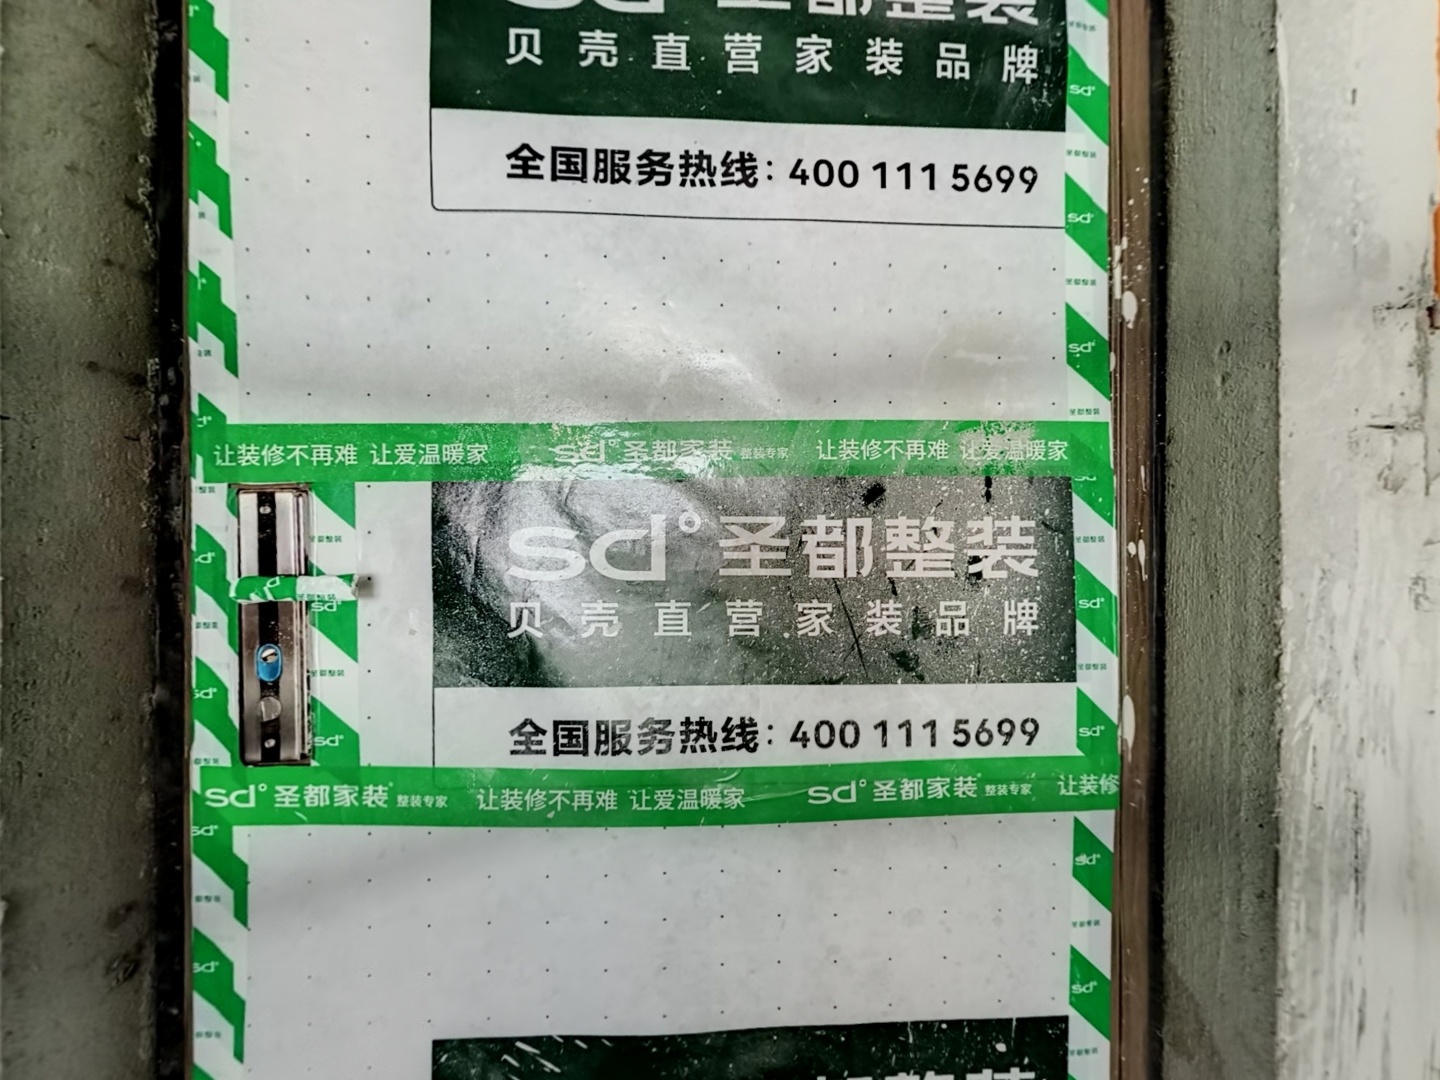 sd°圣都整装
贝壳直营家装品牌
全国服务热线：400 111 5699
让装修不再难 让爱温暖家 sd°圣都家装 整装专家 让装修不再难 让爱温暖家
sd°圣都整装
贝壳直营家装品牌
全国服务热线：400 111 5699
sd°圣都家装 整装专家 让装修不再难 让爱温暖家 sd°圣都家装 整装专家 让装修